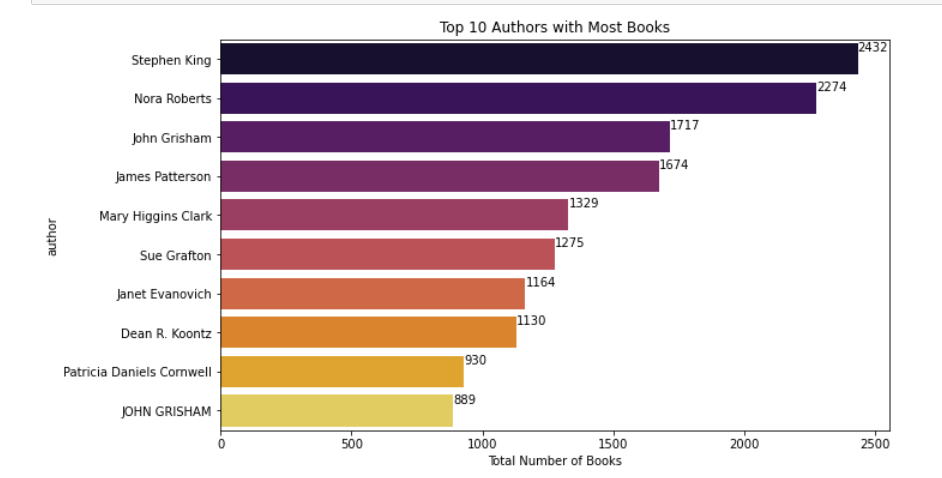 Top 10 Authors with Most Books
Stephen King 2432
Nora Roberts 2274
John Grisham 1717
James Patterson 1674
Mary Higgins Clark 1329
author
Sue Grafton 1275
Janet Evanovich 1164
Dean R. Koontz 1130
Patricia Daniels Cornwell 930
JOHN GRISHAM 889
0 500 1000 1500 2000 2500
Total Number of Books